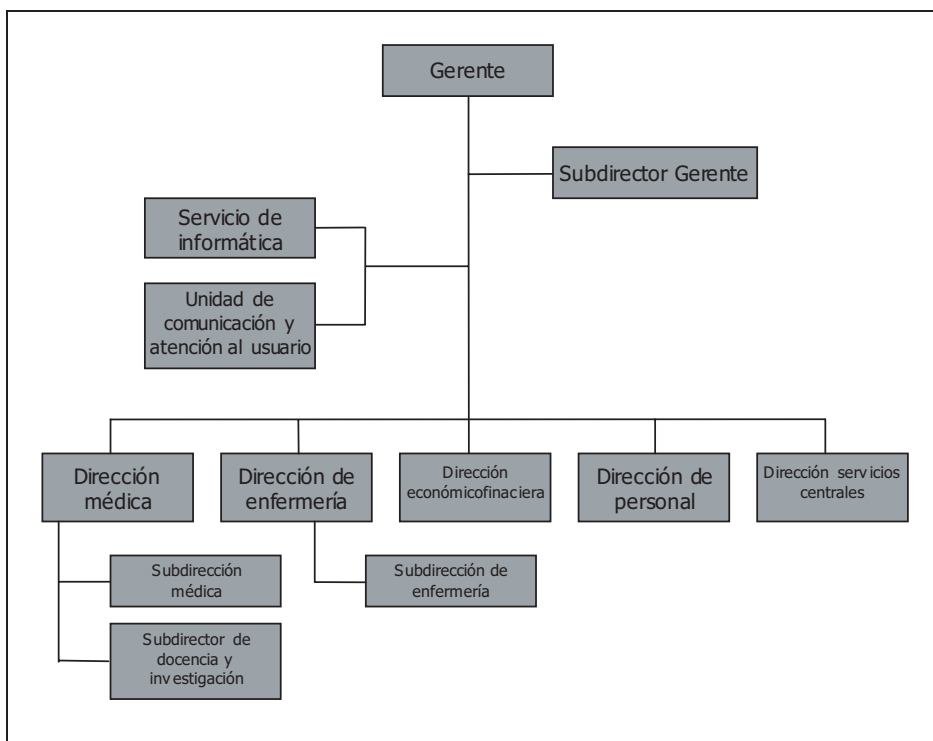 Gerente
Subdirector Gerente
Servicio de
informática
Unidad de
comunicación y
atención al usuario
Dirección
médica
Dirección de
enfermería
Dirección
económicofinaciera
Dirección de
personal
Dirección servicios
centrales
Subdirección
médica
Subdirección de
enfermería
Subdirector de
docencia y
investigación